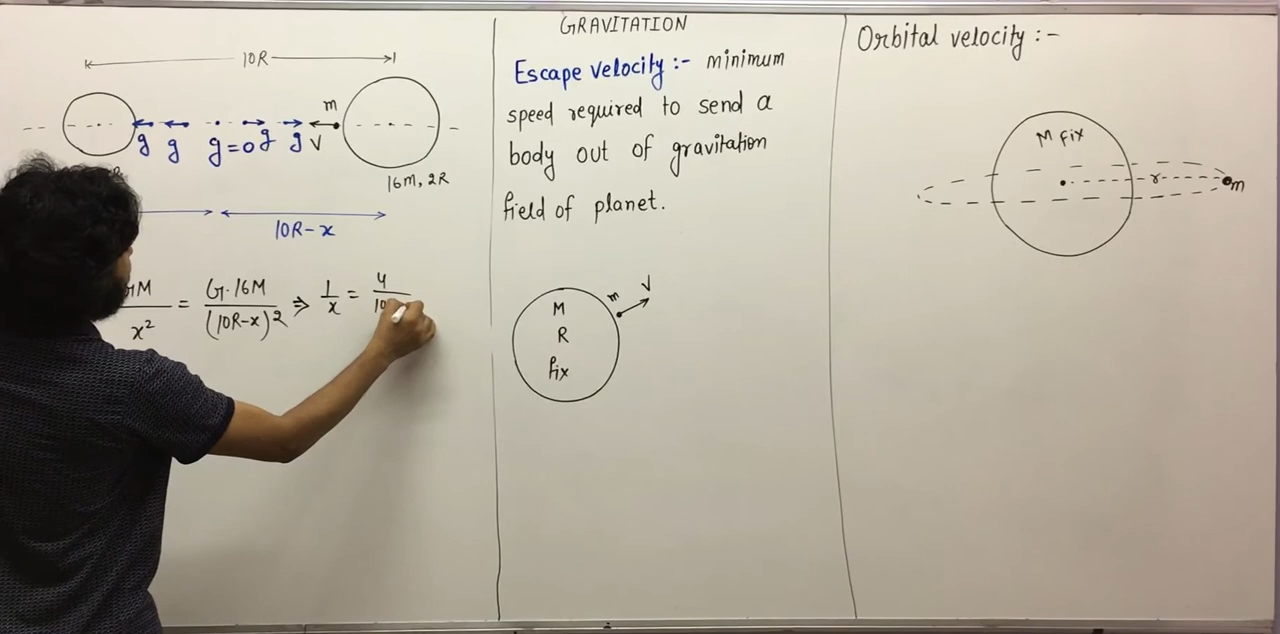 10R
m
g g g=0 g g V
16M, 2R
10R-x
M / x² = G·16M / (10R-x)² ⇒ 1/x = 4/10
GRAVITATION
Escape velocity :- minimum
speed required to send a
body out of gravitation
field of planet.
m V
M
R
fix
Orbital velocity :-
M fix
r
m